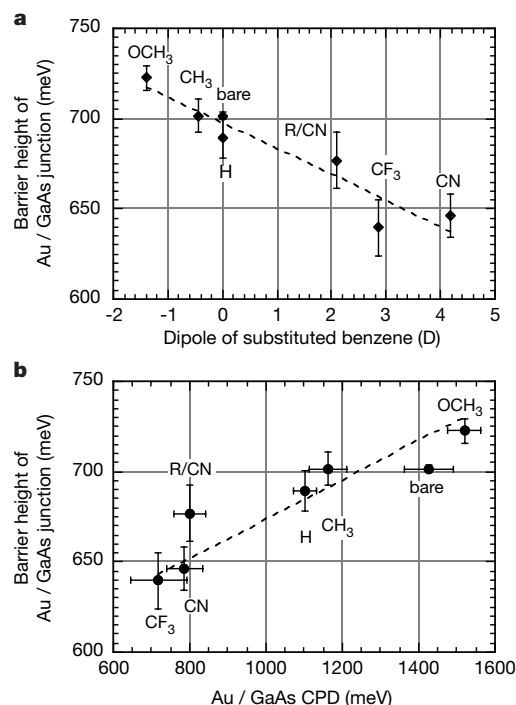 a
750
700
650
600
Barrier height of
Au / GaAs junction (meV)
OCH₃
CH₃
bare
H
R/CN
CF₃
CN
-2 -1 0 1 2 3 4 5
Dipole of substituted benzene (D)
b
750
700
650
600
Barrier height of
Au / GaAs junction (meV)
OCH₃
R/CN
bare
H
CH₃
CN
CF₃
600 800 1000 1200 1400 1600
Au / GaAs CPD (meV)